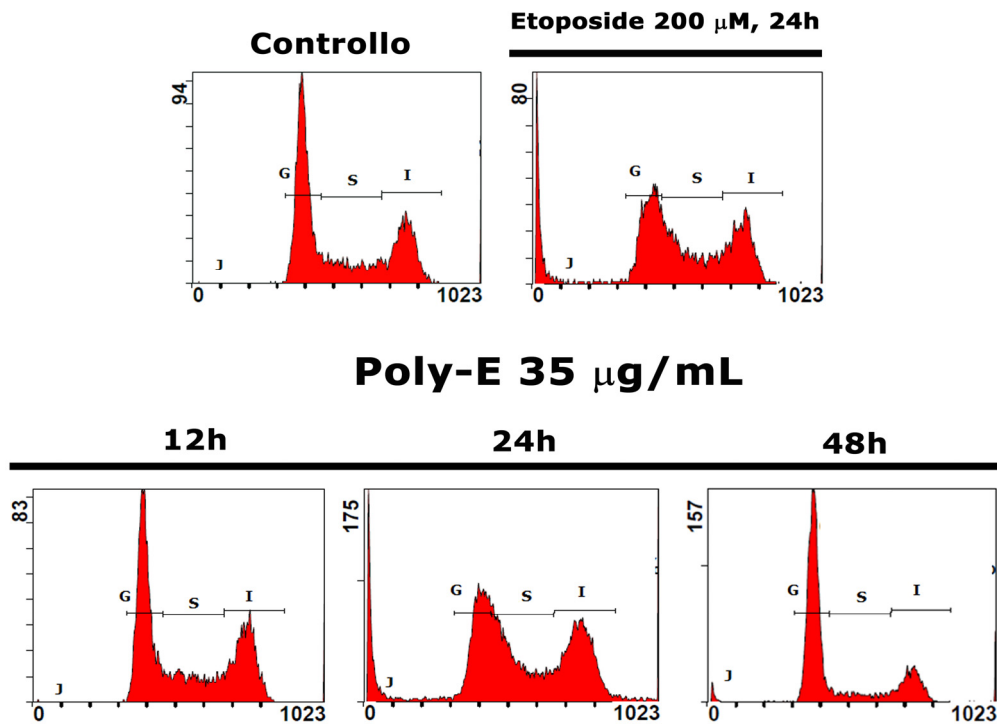 Controllo
Etoposide 200 μM, 24h
94
G
S
I
J
0
1023
80
G
S
I
J
0
1023
Poly-E 35 μg/mL
12h
24h
48h
83
G
S
I
J
0
1023
175
G
S
I
J
0
1023
157
G
S
I
J
0
1023